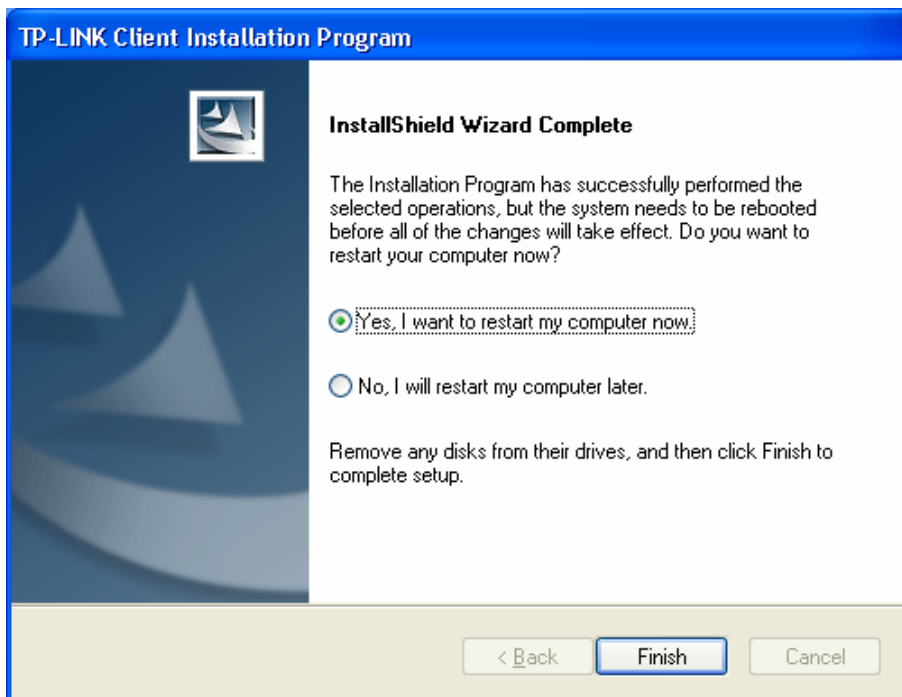 TP-LINK Client Installation Program
InstallShield Wizard Complete
The Installation Program has successfully performed the
selected operations, but the system needs to be rebooted
before all of the changes will take effect. Do you want to
restart your computer now?
Yes, I want to restart my computer now.
No, I will restart my computer later.
Remove any disks from their drives, and then click Finish to
complete setup.
< Back Finish Cancel